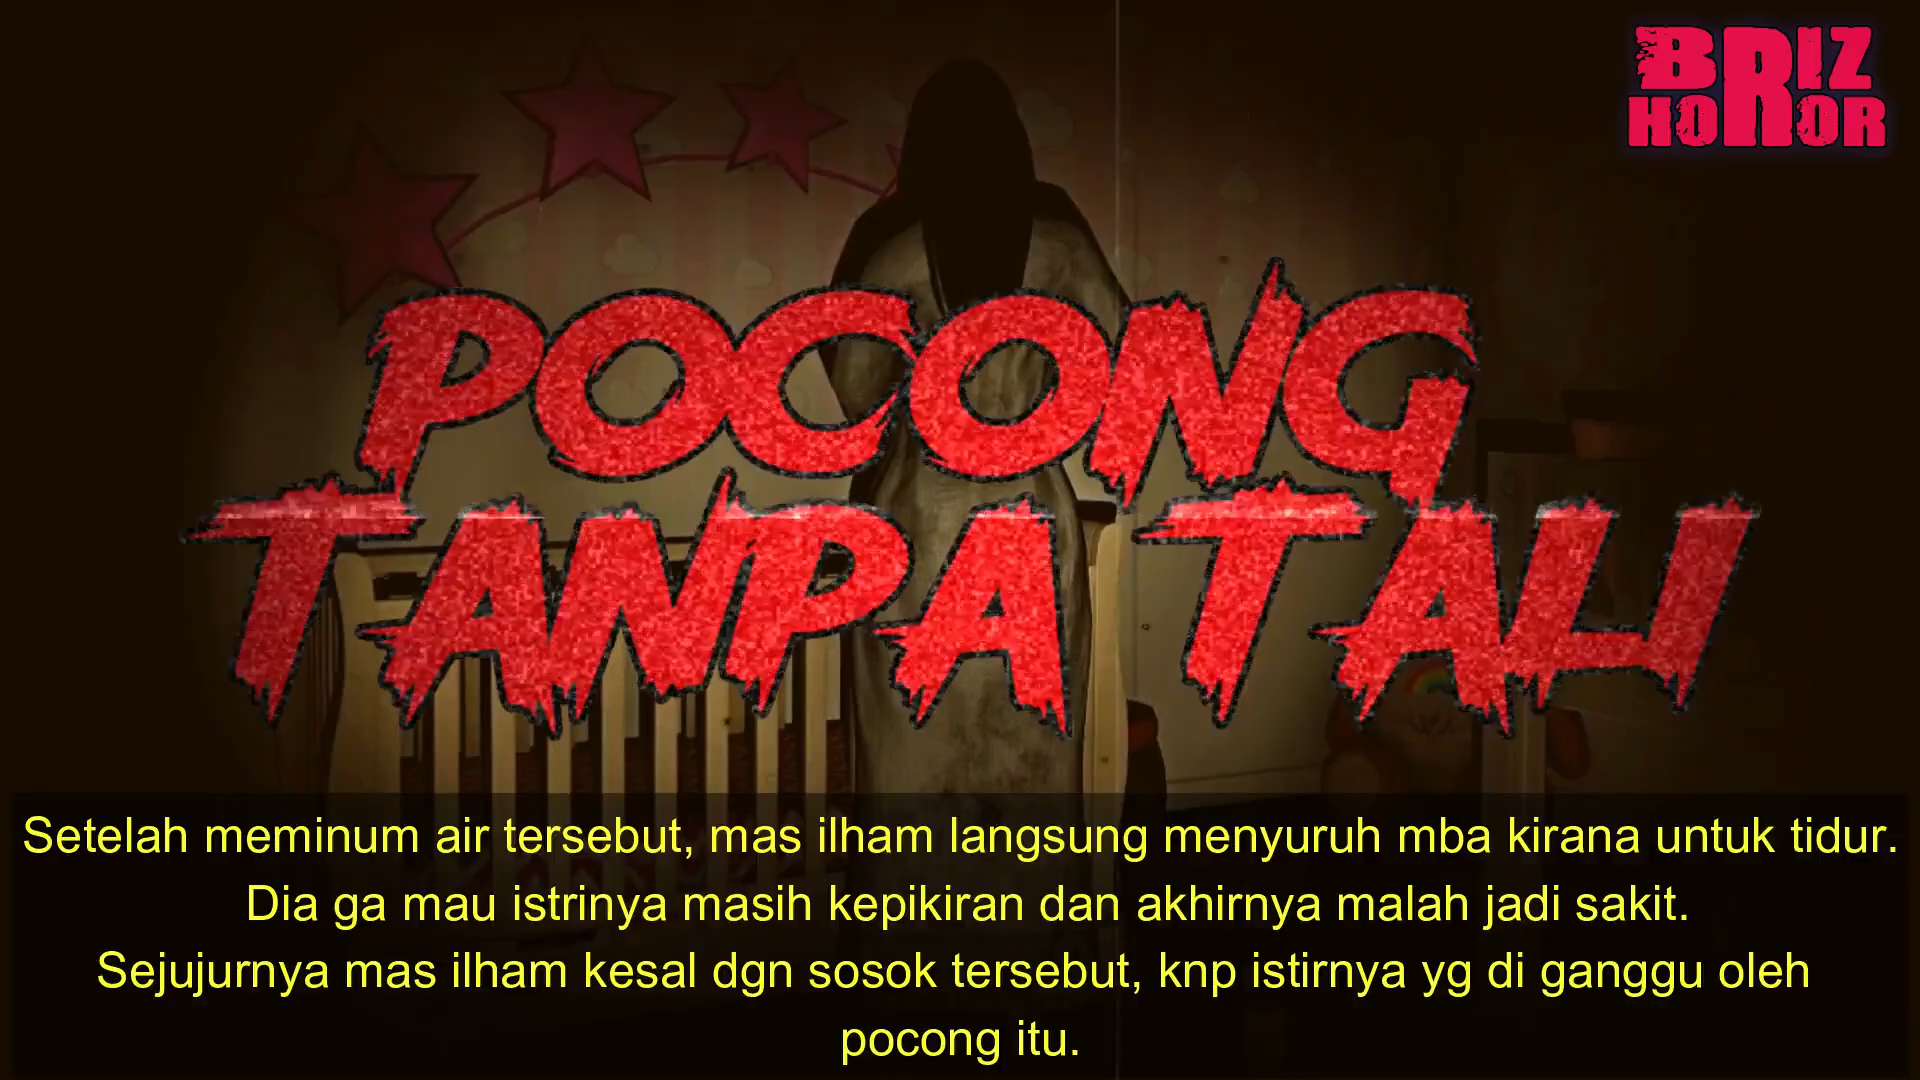 BRIZ
HOROR
POCONG
TANPA TALI
Setelah meminum air tersebut, mas ilham langsung menyuruh mba kirana untuk tidur.
Dia ga mau istrinya masih kepikiran dan akhirnya malah jadi sakit.
Sejujurnya mas ilham kesal dgn sosok tersebut, knp istirnya yg di ganggu oleh
pocong itu.